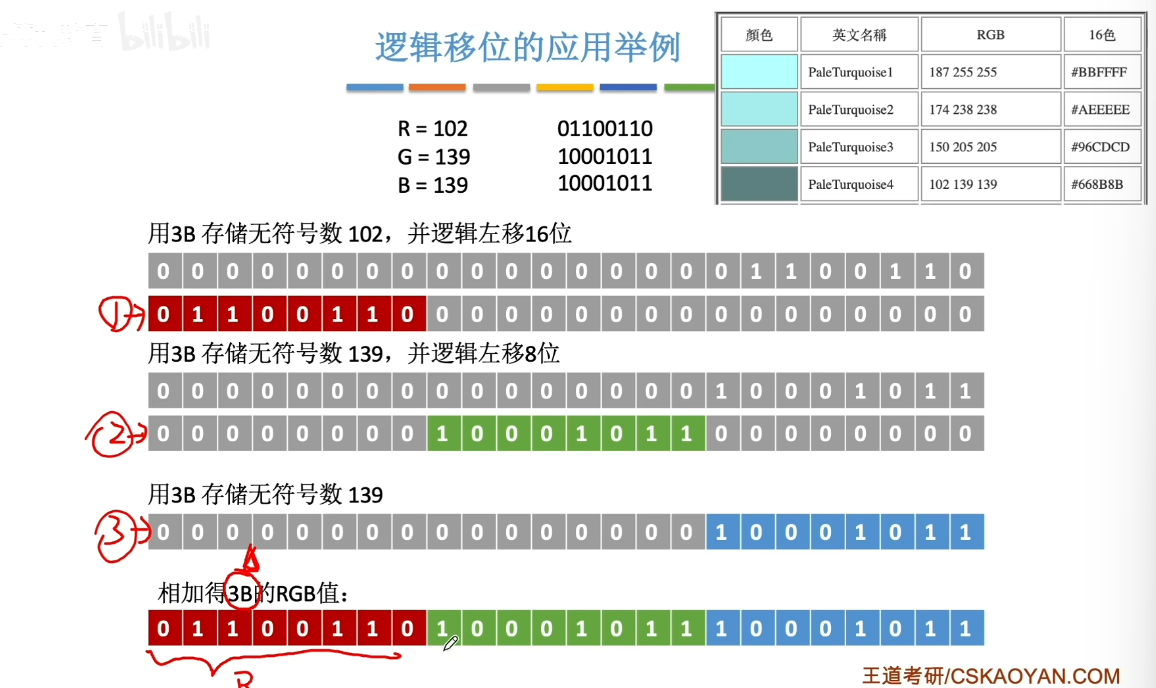 bilibili
逻辑移位的应用举例
顏色 英文名稱 RGB 16色
PaleTurquoise1 187 255 255 #BBFFFF
PaleTurquoise2 174 238 238 #AEEEEE
PaleTurquoise3 150 205 205 #96CDCD
PaleTurquoise4 102 139 139 #668B8B
R = 102 01100110
G = 139 10001011
B = 139 10001011
用3B 存储无符号数 102，并逻辑左移16位
0 0 0 0 0 0 0 0 0 0 0 0 0 0 0 0 0 1 1 0 0 1 1 0
① 0 1 1 0 0 1 1 0 0 0 0 0 0 0 0 0 0 0 0 0 0 0 0 0
用3B 存储无符号数 139，并逻辑左移8位
0 0 0 0 0 0 0 0 0 0 0 0 0 0 0 0 1 0 0 0 1 0 1 1
② 0 0 0 0 0 0 0 0 1 0 0 0 1 0 1 1 0 0 0 0 0 0 0 0
用3B 存储无符号数 139
③ 0 0 0 0 0 0 0 0 0 0 0 0 0 0 0 0 1 0 0 0 1 0 1 1
相加得3B的RGB值：
0 1 1 0 0 1 1 0 1 0 0 0 1 0 1 1 1 0 0 0 1 0 1 1
R
王道考研/CSKAOYAN.COM